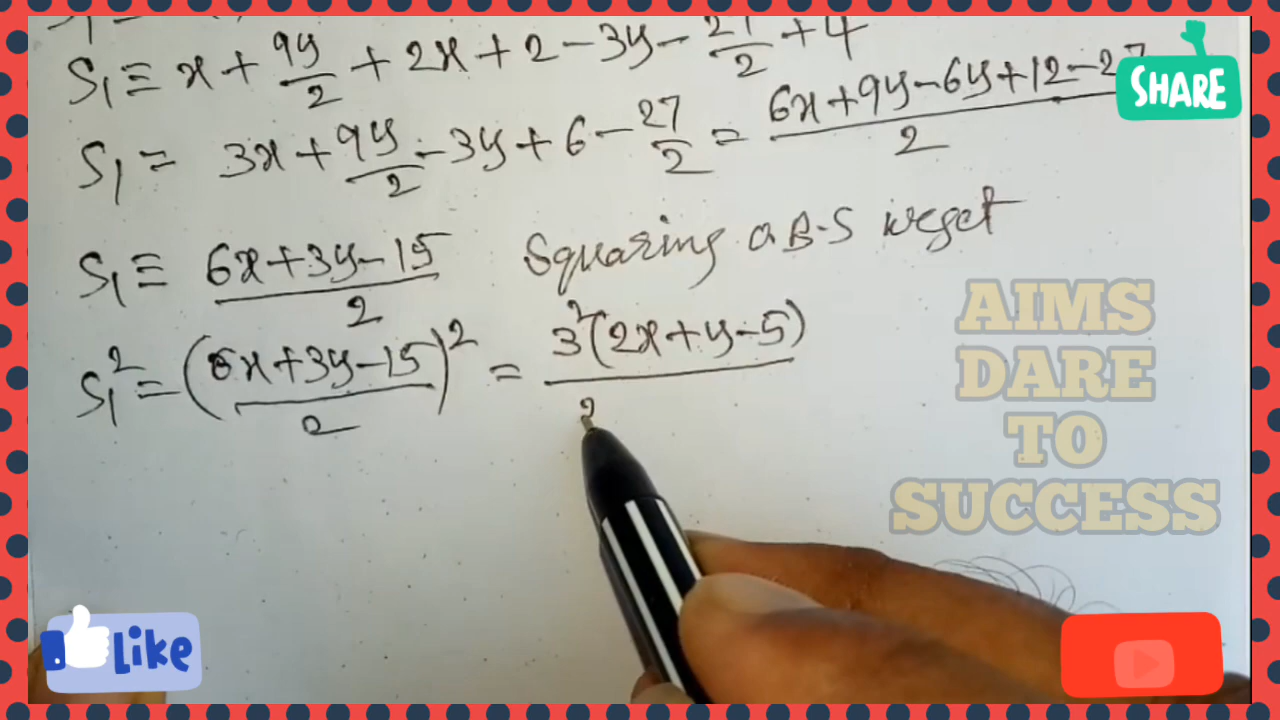 S₁ ≡ x + 9y/2 + 2x + 2 - 3y - 27/2 + 4
S₁ = 3x + 9y/2 - 3y + 6 - 27/2 = (6x + 9y - 6y + 12 - 27)/2
SHARE
S₁ ≡ (6x + 3y - 15)/2 Squaring o B.S we get
S₁² = ((6x + 3y - 15)/2)² = 3²(2x + y - 5)/2
AIMS
DARE
TO
SUCCESS
Like